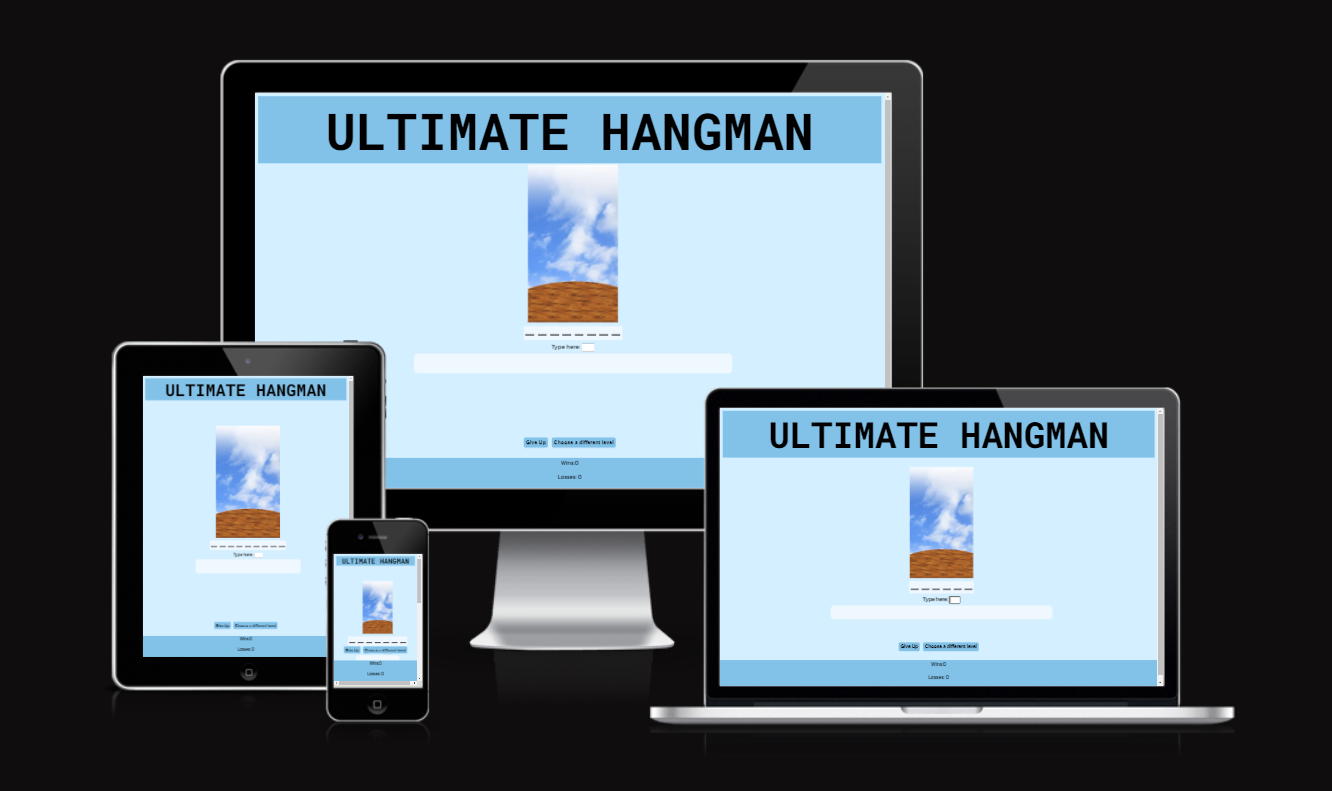 ULTIMATE HANGMAN
Type here:
Give Up Choose a different level
Wins:0
Losses: 0
ULTIMATE HANGMAN
Type here:
Give Up Choose a different level
Wins:0
Losses: 0
ULTIMATE HANGMAN
Give Up Choose a different level
Wins:0
Losses: 0
ULTIMATE HANGMAN
Type here:
Give Up Choose a different level
Wins:0
Losses: 0